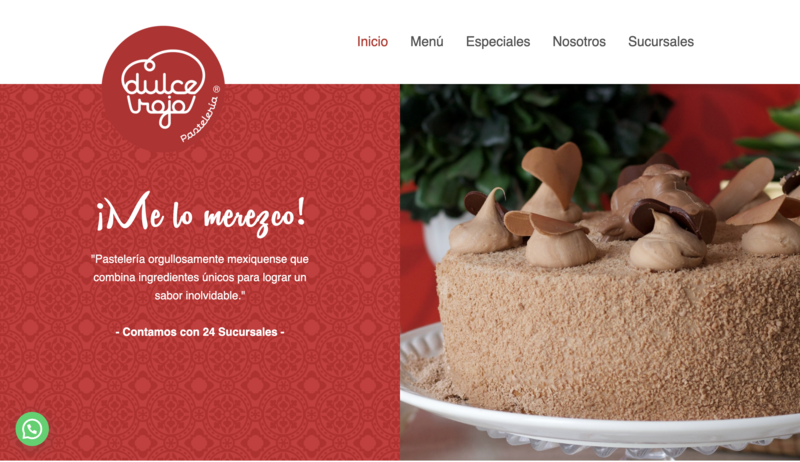 Inicio Menú Especiales Nosotros Sucursales
dulce
rojo
Pastelería ®
¡Me lo merezco!
"Pastelería orgullosamente mexiquense que
combina ingredientes únicos para lograr un
sabor inolvidable."
- Contamos con 24 Sucursales -